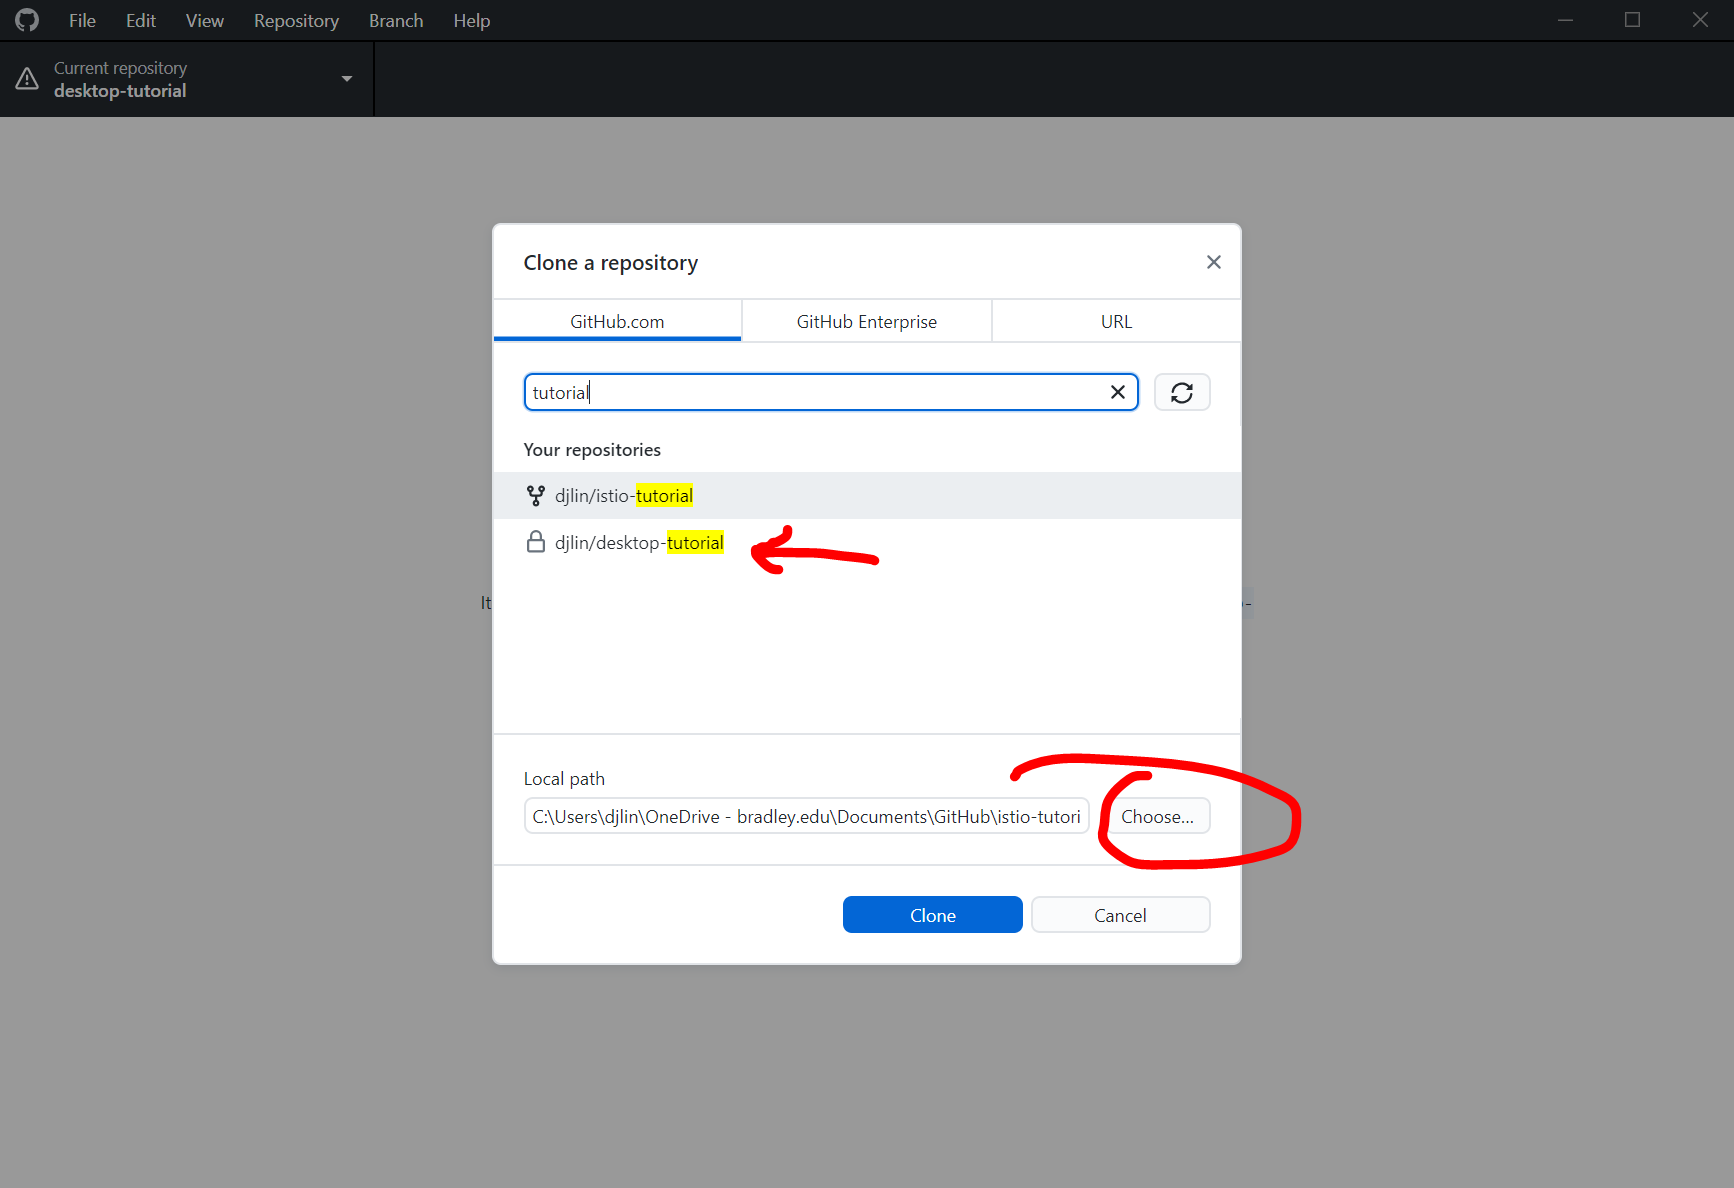 File Edit View Repository Branch Help
Current repository
desktop-tutorial
Clone a repository
GitHub.com GitHub Enterprise URL
tutorial
Your repositories
djlin/istio-tutorial
djlin/desktop-tutorial
It
Local path
C:\Users\djlin\OneDrive - bradley.edu\Documents\GitHub\istio-tutori
Choose...
Clone Cancel